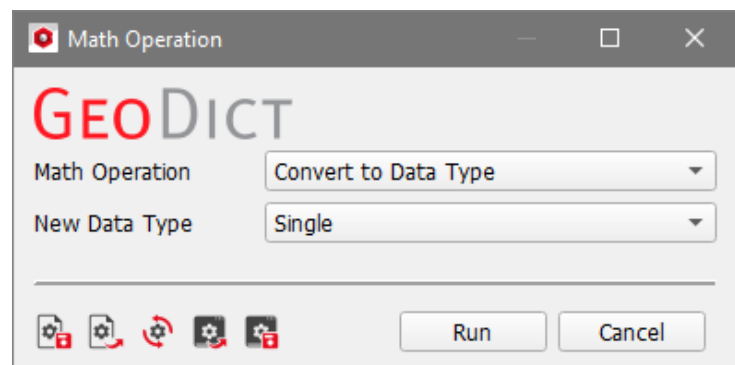 Math Operation
GEODICT
Math Operation Convert to Data Type
New Data Type Single
Run Cancel